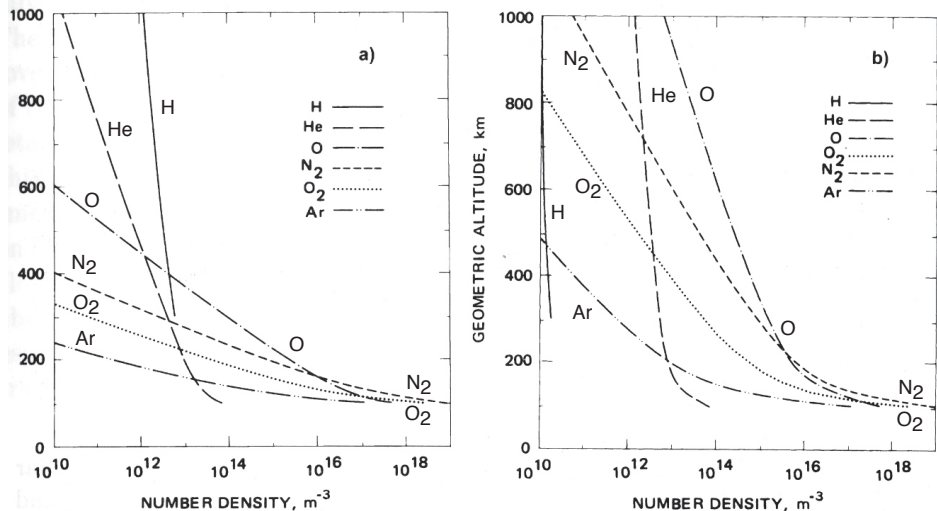 a)
1000
800
600
400
200
0
H
He
O
N2
O2
Ar
He
H
O
O
N2
O2
Ar
N2
O2
10^10
10^12
10^14
10^16
10^18
NUMBER DENSITY, m^-3
b)
GEOMETRIC ALTITUDE, km
1000
800
600
400
200
0
H
He
O
O2
N2
Ar
N2
He
O
O2
H
Ar
O
N2
O2
10^10
10^12
10^14
10^16
10^18
NUMBER DENSITY, m^-3